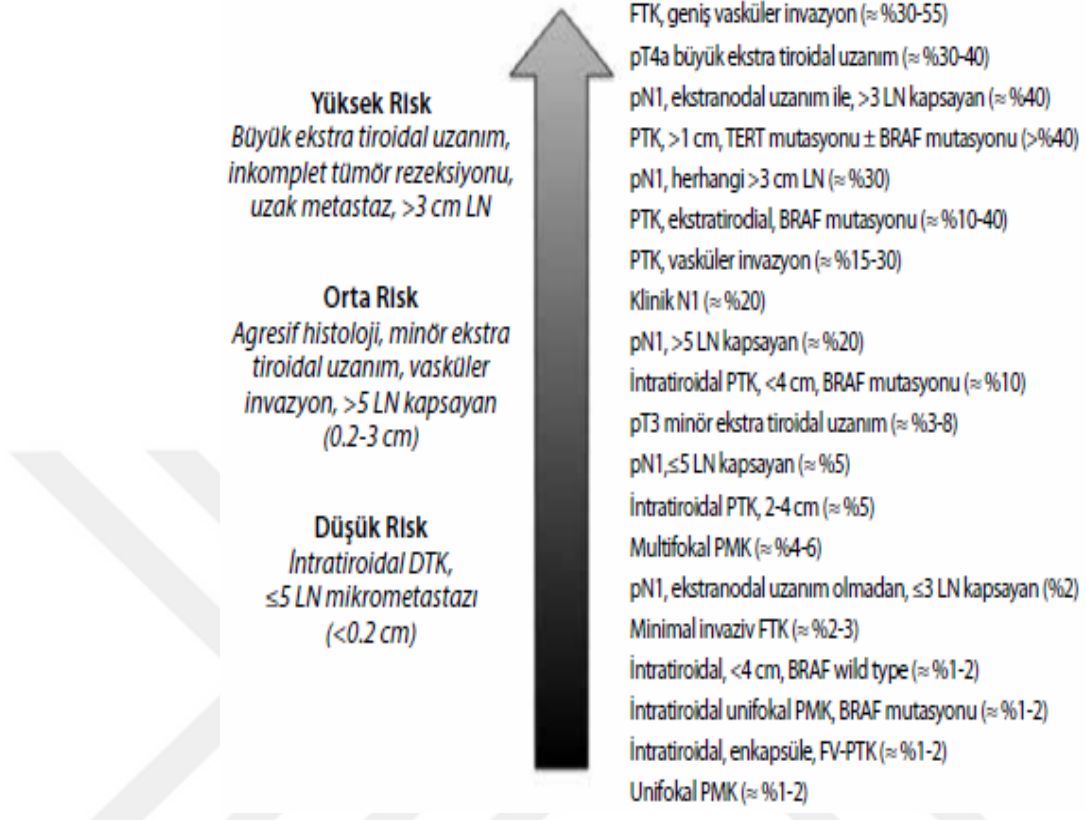 Yüksek Risk
Büyük ekstra tiroidal uzanım,
inkomplet tümör rezeksiyonu,
uzak metastaz, >3 cm LN
Orta Risk
Agresif histoloji, minör ekstra
tiroidal uzanım, vasküler
invazyon, >5 LN kapsayan
(0.2-3 cm)
Düşük Risk
İntratiroidal DTK,
≤5 LN mikrometastazı
(<0.2 cm)
FTK, geniş vasküler invazyon (≈ %30-55)
pT4a büyük ekstra tiroidal uzanım (≈ %30-40)
pN1, ekstranodal uzanım ile, >3 LN kapsayan (≈ %40)
PTK, >1 cm, TERT mutasyonu ± BRAF mutasyonu (>%40)
pN1, herhangi >3 cm LN (≈ %30)
PTK, ekstratirodial, BRAF mutasyonu (≈ %10-40)
PTK, vasküler invazyon (≈ %15-30)
Klinik N1 (≈ %20)
pN1, >5 LN kapsayan (≈ %20)
İntratiroidal PTK, <4 cm, BRAF mutasyonu (≈ %10)
pT3 minör ekstra tiroidal uzanım (≈ %3-8)
pN1,≤5 LN kapsayan (≈ %5)
İntratiroidal PTK, 2-4 cm (≈ %5)
Multifokal PMK (≈ %4-6)
pN1, ekstranodal uzanım olmadan, ≤3 LN kapsayan (%2)
Minimal invaziv FTK (≈ %2-3)
İntratiroidal, <4 cm, BRAF wild type (≈ %1-2)
İntratiroidal unifokal PMK, BRAF mutasyonu (≈ %1-2)
İntratiroidal, enkapsüle, FV-PTK (≈ %1-2)
Unifokal PMK (≈ %1-2)